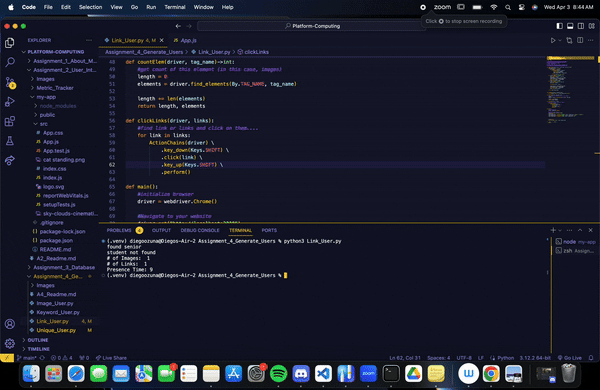 Code File Edit Selection View Go Run Terminal Window Help
zoom Wed Apr 3 8:44 AM
Click to stop screen recording
Platform-Computing
EXPLORER
Link_User.py 4, M
App.js
PLATFORM-COMPUTING
Assignment_4_Generate_Users > Link_User.py > clickLinks
Assignment_1_About_M...
Assignment_2_User_Int...
Images
Metric_Tracker
my-app
node_modules
public
src
App.css
App.js
App.test.js
cat standing.png
index.css
index.js
logo.svg
reportWebVitals.js
setupTests.js
sky-clouds-cinemati...
.gitignore
package-lock.json
package.json
README.md
A2_Readme.md
Assignment_3_Database
Assignment_4_Ge...
Images
A4_Readme.md
Image_User.py
Keyword_User.py
Link_User.py 4, M
Unique_User.py M
OUTLINE
TIMELINE
def countElem(driver, tag_name)->int:
#get count of this element (in this case, images)
length = 0
elements = driver.find_elements(By.TAG_NAME, tag_name)
length += len(elements)
return length, elements
def clickLinks(driver, links):
#find link or links and click on them....
for link in links:
ActionChains(driver) \
.key_down(Keys.SHIFT) \
.click(link) \
.key_up(Keys.SHIFT) \
.perform()
def main():
#initialize browser
driver = webdriver.Chrome()
#Navigate to your website
PROBLEMS 4 OUTPUT DEBUG CONSOLE TERMINAL PORTS
(.venv) diegoozuna@Diegos-Air-2 Assignment_4_Generate_Users % python3 Link_User.py
found senior
student not found
# of Images: 1
# of Links: 1
Presence Time: 9
(.venv) diegoozuna@Diegos-Air-2 Assignment_4_Generate_Users %
node my-app
zsh Assign...
main* Live Share
Ln 62, Col 31 Spaces: 4 UTF-8 LF Python 3.12.2 64-bit Go Live